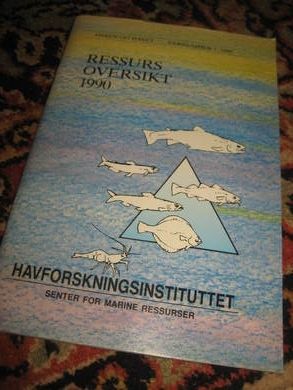 RESSURS
OVERSIKT
1990
HAVFORSKNINGSINSTITUTTET
SENTER FOR MARINE RESSURSER